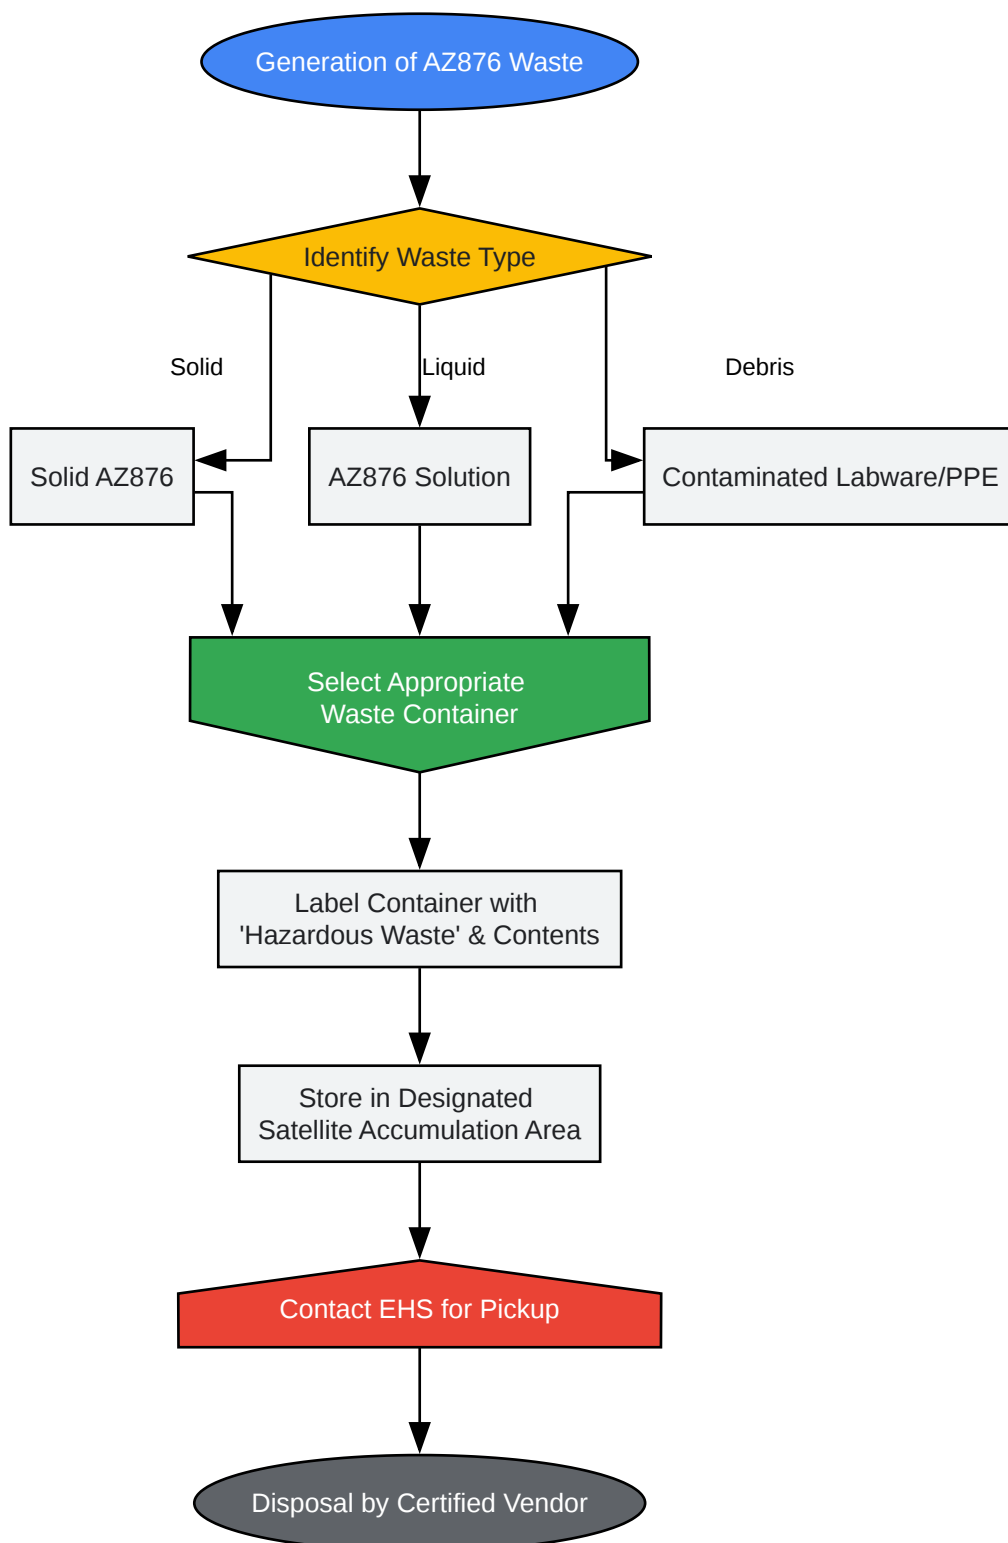 Generation of AZ876 Waste
Identify Waste Type
Solid
Liquid
Debris
Solid AZ876
AZ876 Solution
Contaminated Labware/PPE
Select Appropriate
Waste Container
Label Container with
'Hazardous Waste' & Contents
Store in Designated
Satellite Accumulation Area
Contact EHS for Pickup
Disposal by Certified Vendor